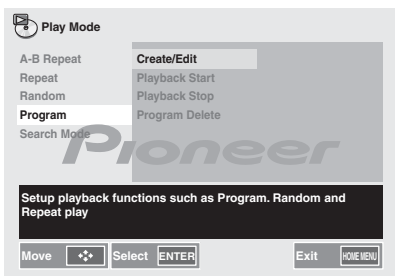 Play Mode
A-B Repeat
Create/Edit
Repeat
Playback Start
Random
Playback Stop
Program
Program Delete
Search Mode
Pioneer
Setup playback functions such as Program. Random and
Repeat play
Move
Select ENTER
Exit HOME MENU